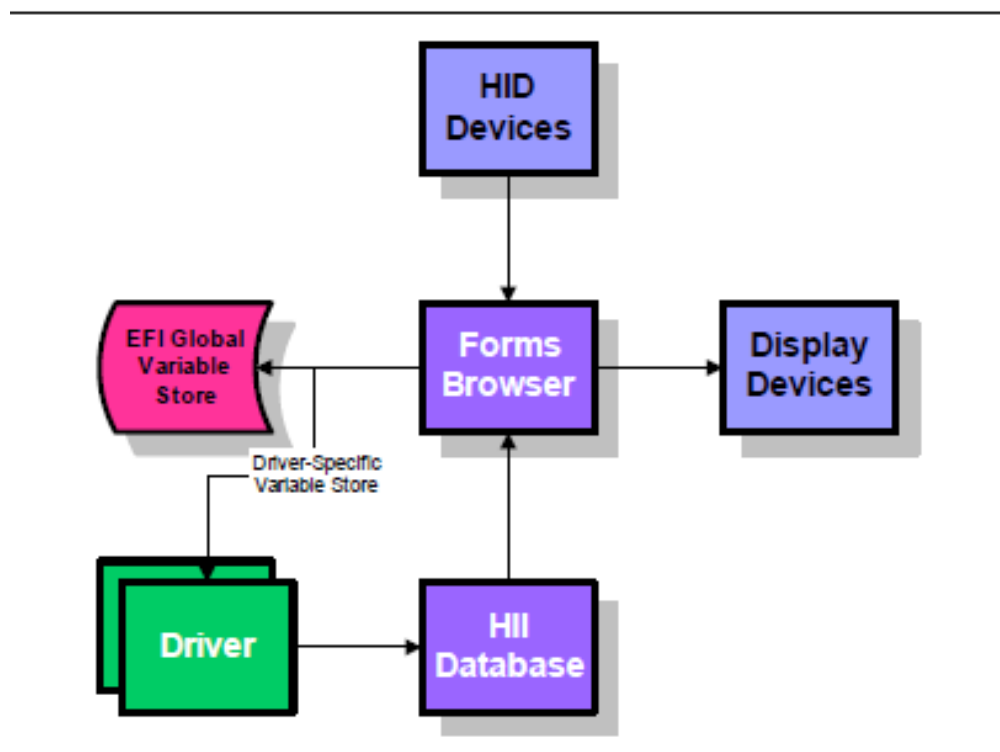 HID
Devices
EFI Global
Variable
Store
Forms
Browser
Display
Devices
Driver-Specific
Variable Store
Driver
HII
Database